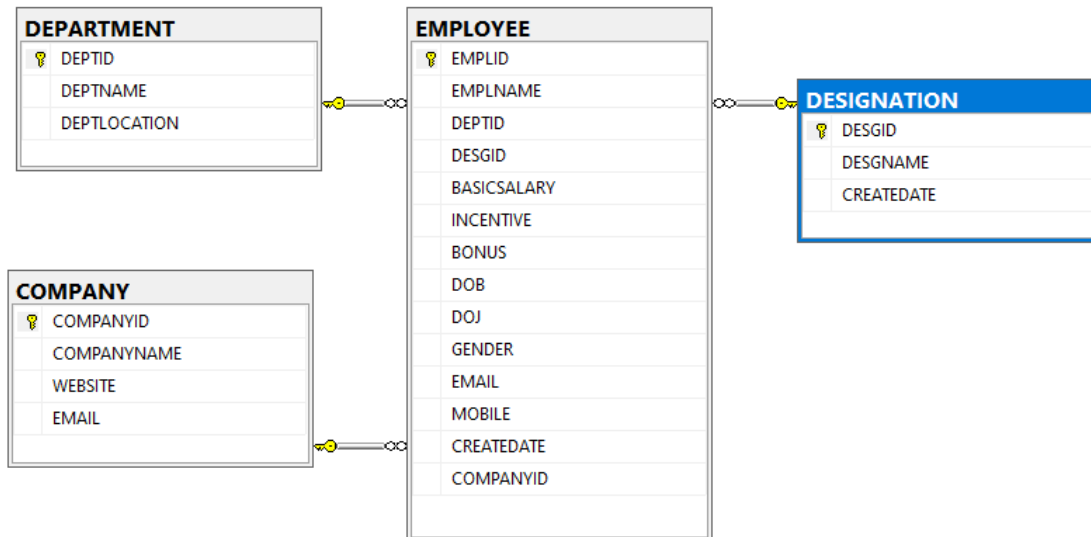 DEPARTMENT
DEPTID
DEPTNAME
DEPTLOCATION
COMPANY
COMPANYID
COMPANYNAME
WEBSITE
EMAIL
EMPLOYEE
EMPLID
EMPLNAME
DEPTID
DESGID
BASICSALARY
INCENTIVE
BONUS
DOB
DOJ
GENDER
EMAIL
MOBILE
CREATEDATE
COMPANYID
DESIGNATION
DESGID
DESGNAME
CREATEDATE